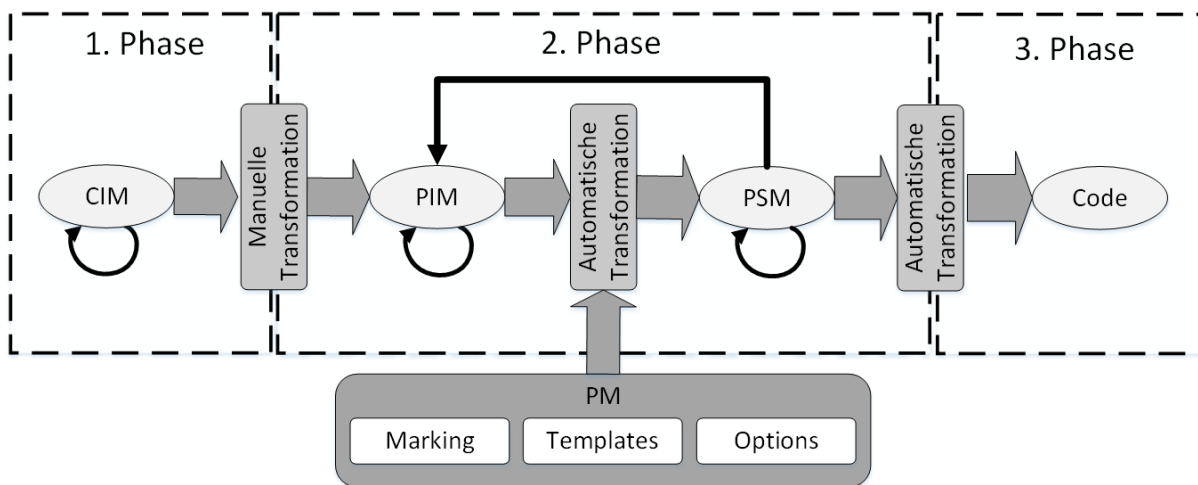 1. Phase
2. Phase
3. Phase
CIM
Manuelle
Transformation
PIM
Automatische
Transformation
PSM
Automatische
Transformation
Code
PM
Marking
Templates
Options